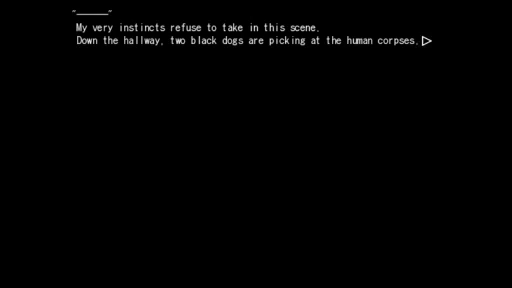 "______"
My very instincts refuse to take in this scene.
Down the hallway, two black dogs are picking at the human corpses.